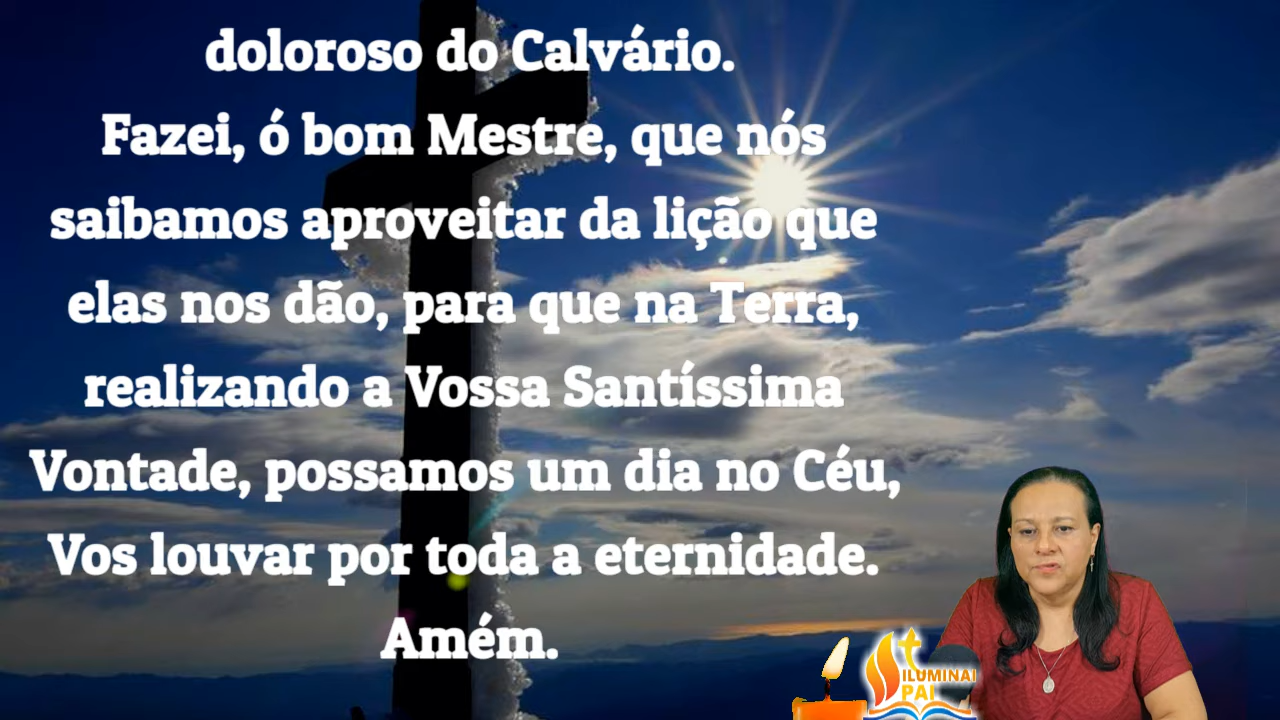 doloroso do Calvário.
Fazei, ó bom Mestre, que nós
saibamos aproveitar da lição que
elas nos dão, para que na Terra,
realizando a Vossa Santíssima
Vontade, possamos um dia no Céu,
Vos louvar por toda a eternidade.
Amém.
ILUMINAI
PAI